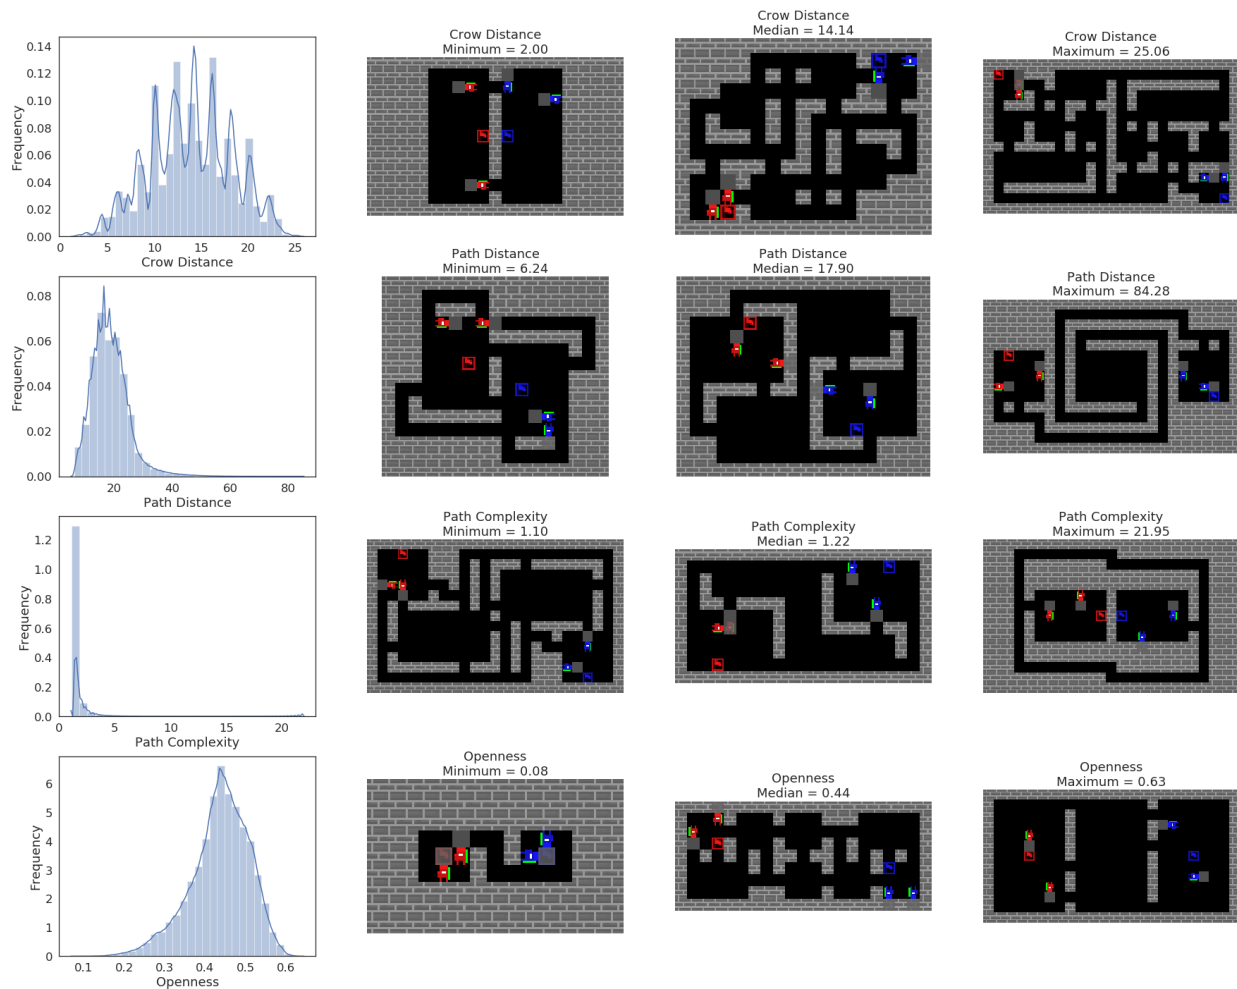 0.14
0.12
0.10
0.08
0.06
0.04
0.02
0.00
Frequency
0
5
10
15
20
25
Crow Distance
Crow Distance
Minimum = 2.00
Crow Distance
Median = 14.14
Crow Distance
Maximum = 25.06
0.08
0.06
0.04
0.02
0.00
Frequency
20
40
60
80
Path Distance
Path Distance
Minimum = 6.24
Path Distance
Median = 17.90
Path Distance
Maximum = 84.28
1.2
1.0
0.8
0.6
0.4
0.2
0.0
Frequency
0
5
10
15
20
Path Complexity
Path Complexity
Minimum = 1.10
Path Complexity
Median = 1.22
Path Complexity
Maximum = 21.95
6
5
4
3
2
1
0
Frequency
0.1
0.2
0.3
0.4
0.5
0.6
Openness
Openness
Minimum = 0.08
Openness
Median = 0.44
Openness
Maximum = 0.63